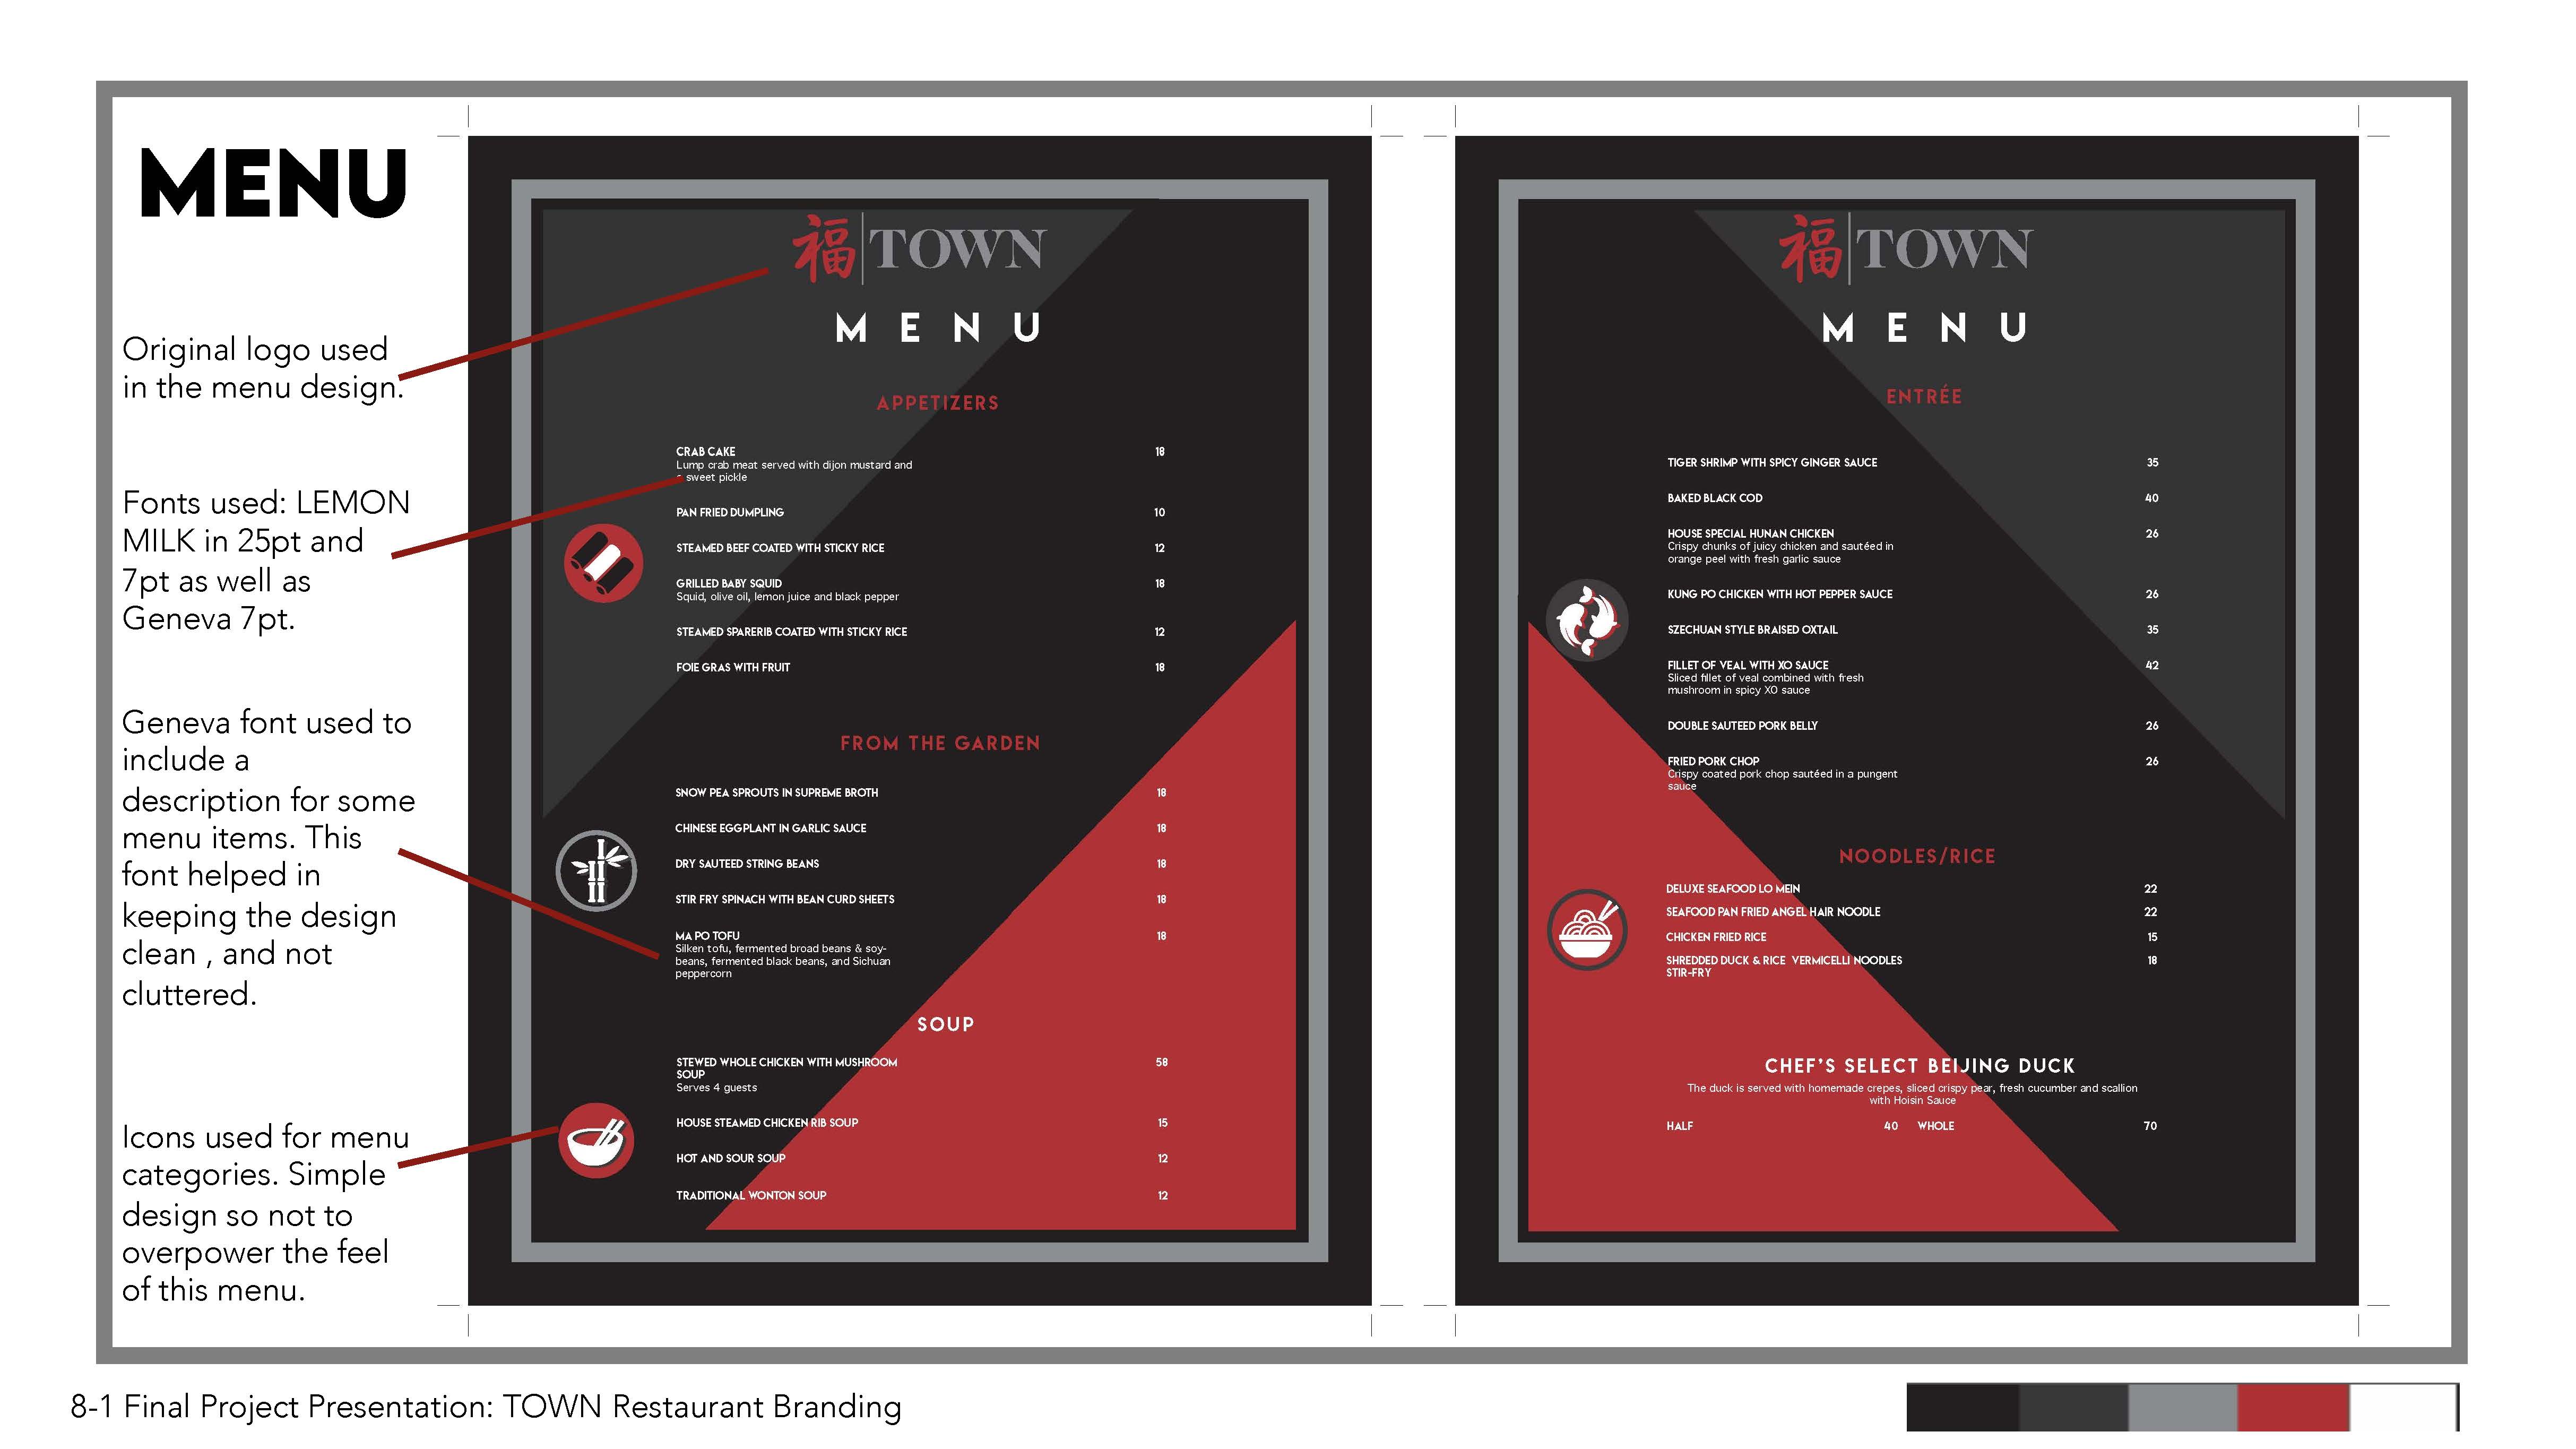 MENU
Original logo used
in the menu design.
Fonts used: LEMON
MILK in 25pt and
7pt as well as
Geneva 7pt.
Geneva font used to
include a
description for some
menu items. This
font helped in
keeping the design
clean , and not
cluttered.
Icons used for menu
categories. Simple
design so not to
overpower the feel
of this menu.
福 TOWN
MENU
APPETIZERS
CRAB CAKE 18
Lump crab meat served with dijon mustard and
sweet pickle
PAN FRIED DUMPLING 10
STEAMED BEEF COATED WITH STICKY RICE 12
GRILLED BABY SQUID 18
Squid, olive oil, lemon juice and black pepper
STEAMED SPARERIB COATED WITH STICKY RICE 12
FOIE GRAS WITH FRUIT 18
FROM THE GARDEN
SNOW PEA SPROUTS IN SUPREME BROTH 18
CHINESE EGGPLANT IN GARLIC SAUCE 18
DRY SAUTEED STRING BEANS 18
STIR FRY SPINACH WITH BEAN CURD SHEETS 18
MA PO TOFU 18
Silken tofu, fermented broad beans & soy-
beans, fermented black beans, and Sichuan
peppercorn
SOUP
STEWED WHOLE CHICKEN WITH MUSHROOM 58
SOUP
Serves 4 guests
HOUSE STEAMED CHICKEN RIB SOUP 15
HOT AND SOUR SOUP 12
TRADITIONAL WONTON SOUP 12
福 TOWN
MENU
ENTRÉE
TIGER SHRIMP WITH SPICY GINGER SAUCE 35
BAKED BLACK COD 40
HOUSE SPECIAL HUNAN CHICKEN 26
Crispy chunks of juicy chicken and sautéed in
orange peel with fresh garlic sauce
KUNG PO CHICKEN WITH HOT PEPPER SAUCE 26
SZECHUAN STYLE BRAISED OXTAIL 35
FILLET OF VEAL WITH XO SAUCE 42
Sliced fillet of veal combined with fresh
mushroom in spicy XO sauce
DOUBLE SAUTEED PORK BELLY 26
FRIED PORK CHOP 26
Crispy coated pork chop sautéed in a pungent
sauce
NOODLES/RICE
DELUXE SEAFOOD LO MEIN 22
SEAFOOD PAN FRIED ANGEL HAIR NOODLE 22
CHICKEN FRIED RICE 15
SHREDDED DUCK & RICE VERMICELLI NOODLES 18
STIR-FRY
CHEF'S SELECT BEIJING DUCK
The duck is served with homemade crepes, sliced crispy pear, fresh cucumber and scallion
with Hoisin Sauce
HALF 40 WHOLE 70
8-1 Final Project Presentation: TOWN Restaurant Branding